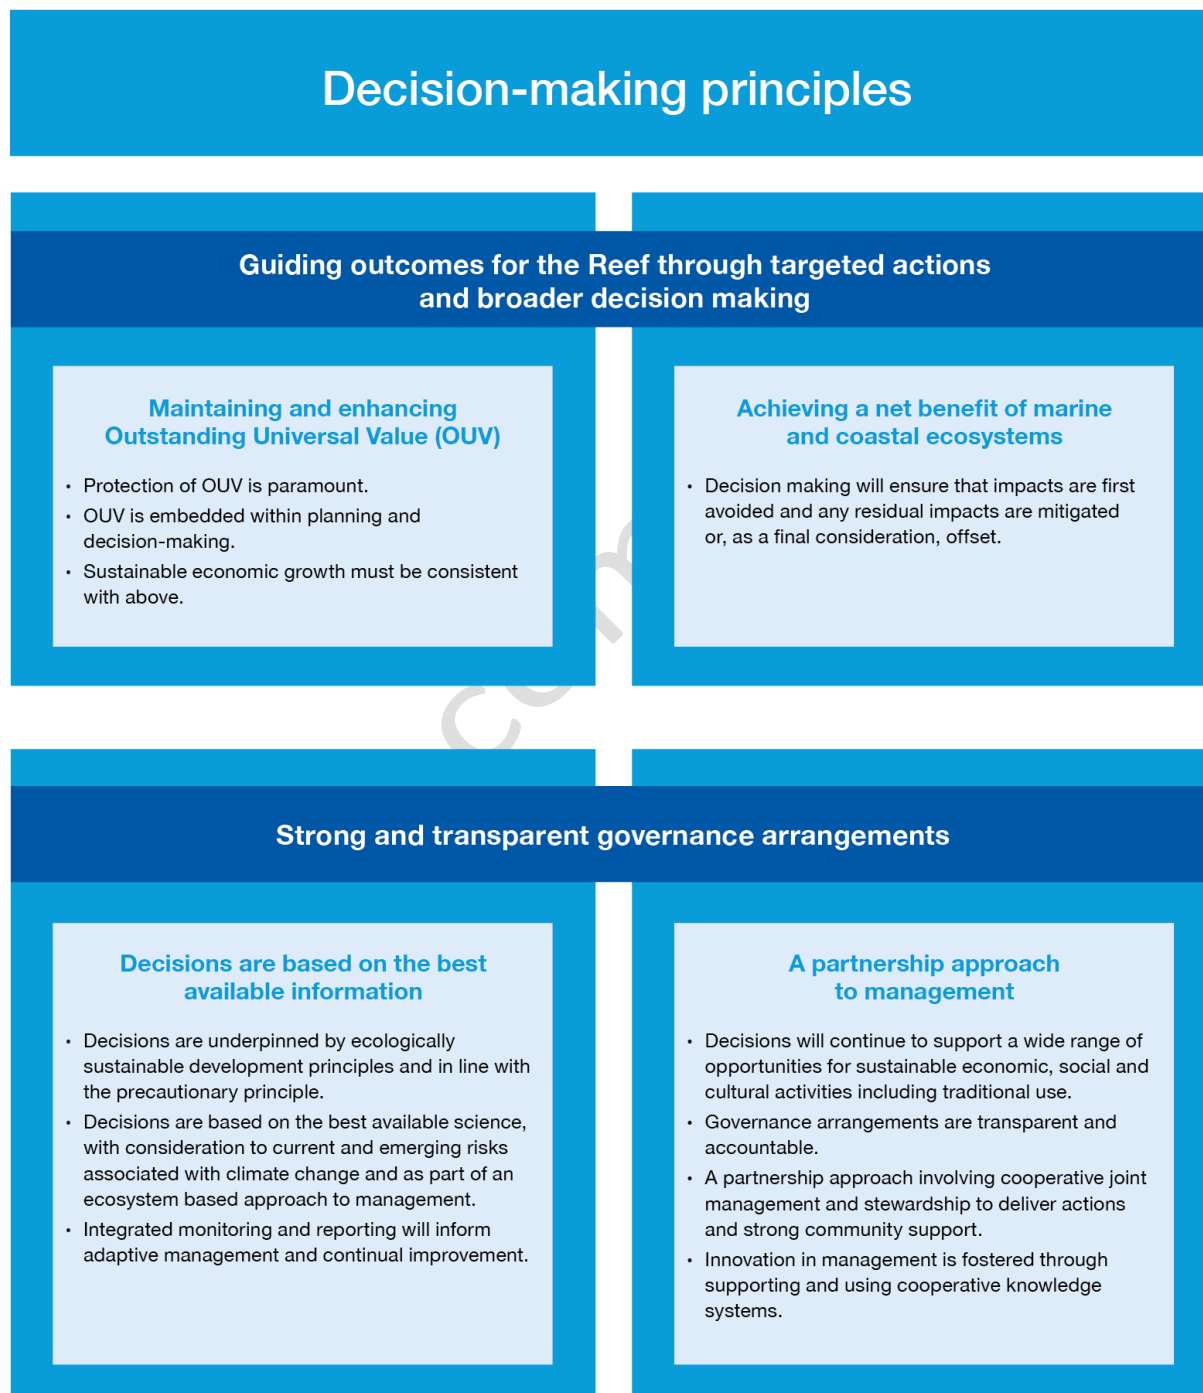 Decision-making principles
Guiding outcomes for the Reef through targeted actions
and broader decision making
Maintaining and enhancing
Outstanding Universal Value (OUV)
• Protection of OUV is paramount.
• OUV is embedded within planning and
decision-making.
• Sustainable economic growth must be consistent
with above.
Achieving a net benefit of marine
and coastal ecosystems
• Decision making will ensure that impacts are first
avoided and any residual impacts are mitigated
or, as a final consideration, offset.
Strong and transparent governance arrangements
Decisions are based on the best
available information
• Decisions are underpinned by ecologically
sustainable development principles and in line with
the precautionary principle.
• Decisions are based on the best available science,
with consideration to current and emerging risks
associated with climate change and as part of an
ecosystem based approach to management.
• Integrated monitoring and reporting will inform
adaptive management and continual improvement.
A partnership approach
to management
• Decisions will continue to support a wide range of
opportunities for sustainable economic, social and
cultural activities including traditional use.
• Governance arrangements are transparent and
accountable.
• A partnership approach involving cooperative joint
management and stewardship to deliver actions
and strong community support.
• Innovation in management is fostered through
supporting and using cooperative knowledge
systems.